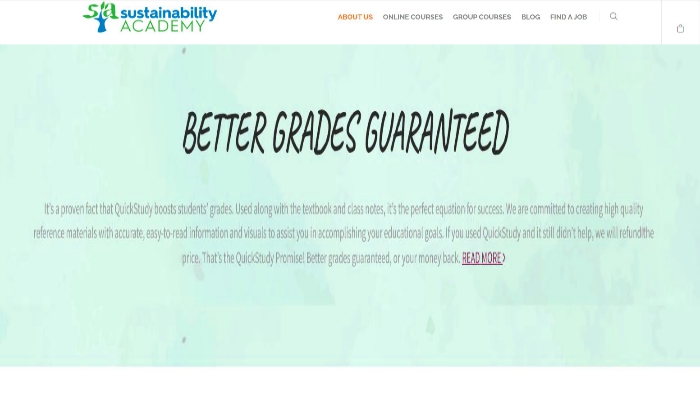 sa sustainability
ACADEMY
ABOUT US ONLINE COURSES GROUP COURSES BLOG FIND A JOB
BETTER GRADES GUARANTEED
It's a proven fact that QuickStudy boosts students' grades. Used along with the textbook and class notes, it's the perfect equation for success. We are committed to creating high quality
reference materials with accurate, easy-to-read information and visuals to assist you in accomplishing your educational goals. If you used QuickStudy and it still didn't help, we will refundthe
price. That's the QuickStudy Promise! Better grades guaranteed, or your money back. READ MORE >